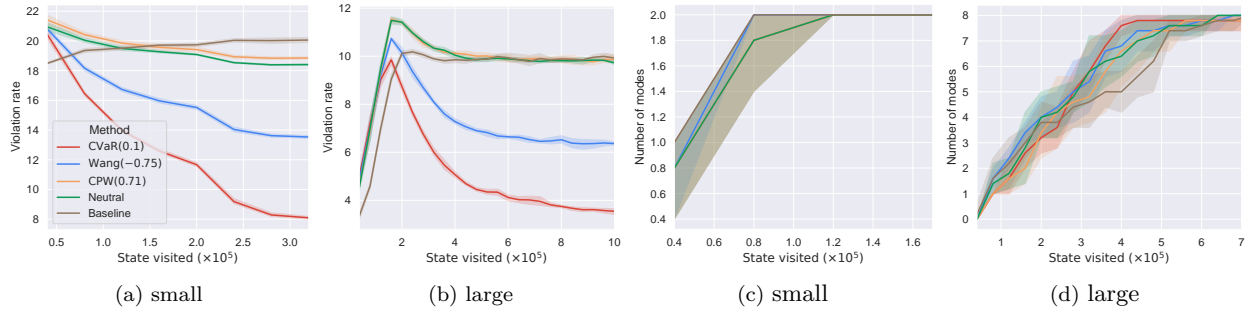 22
20
18
16
14
12
10
8
Violation rate
Method
CVaR(0.1)
Wang(−0.75)
CPW(0.71)
Neutral
Baseline
0.5 1.0 1.5 2.0 2.5 3.0
State visited (×10⁵)
(a) small
12
10
8
6
4
Violation rate
2 4 6 8 10
State visited (×10⁵)
(b) large
2.0
1.8
1.6
1.4
1.2
1.0
0.8
0.6
0.4
Number of modes
0.4 0.6 0.8 1.0 1.2 1.4 1.6
State visited (×10⁵)
(c) small
8
7
6
5
4
3
2
1
0
Number of modes
1 2 3 4 5 6 7
State visited (×10⁵)
(d) large